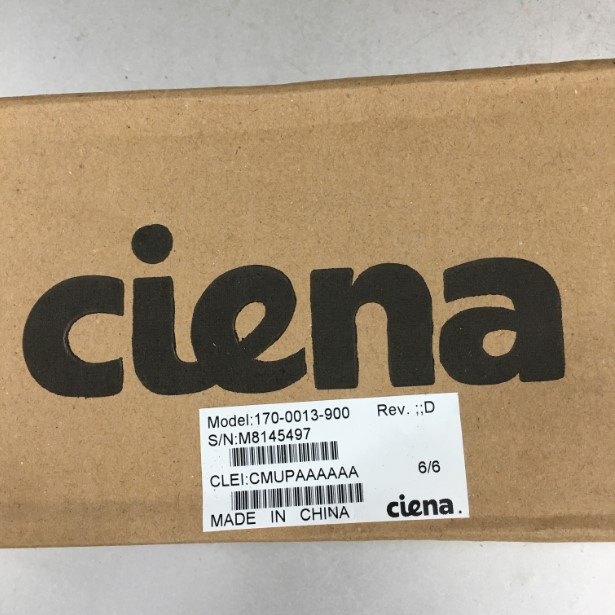 ciena
Model:170-0013-900 Rev. ;;D
S/N:M8145497
CLEI:CMUPAAAAAA 6/6
MADE IN CHINA ciena.